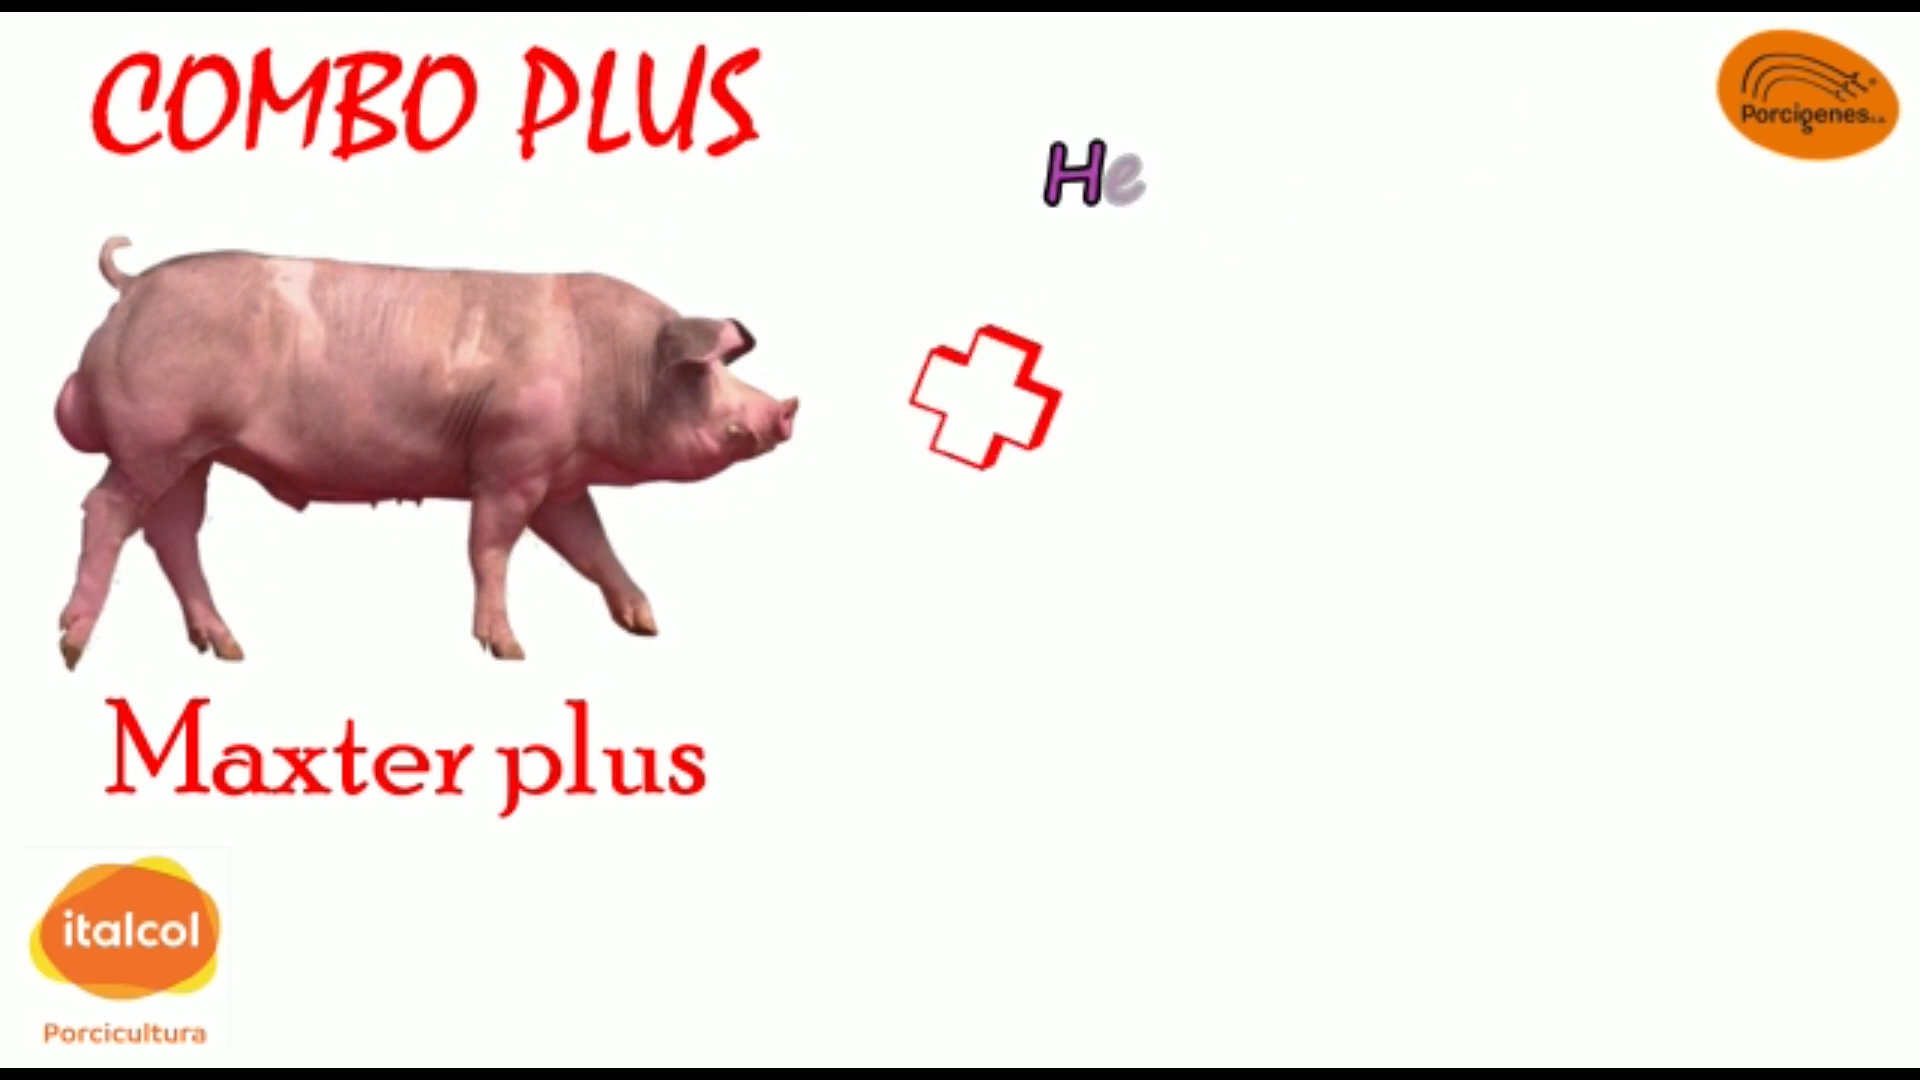 COMBO PLUS
Porcigenes
He
Maxter plus
italcol
Porcicultura